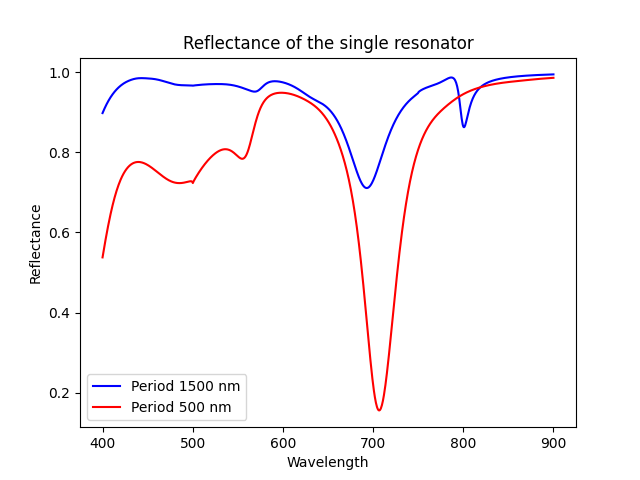 Reflectance of the single resonator
1.0
0.8
0.6
0.4
0.2
Reflectance
Period 1500 nm
Period 500 nm
400 500 600 700 800 900
Wavelength